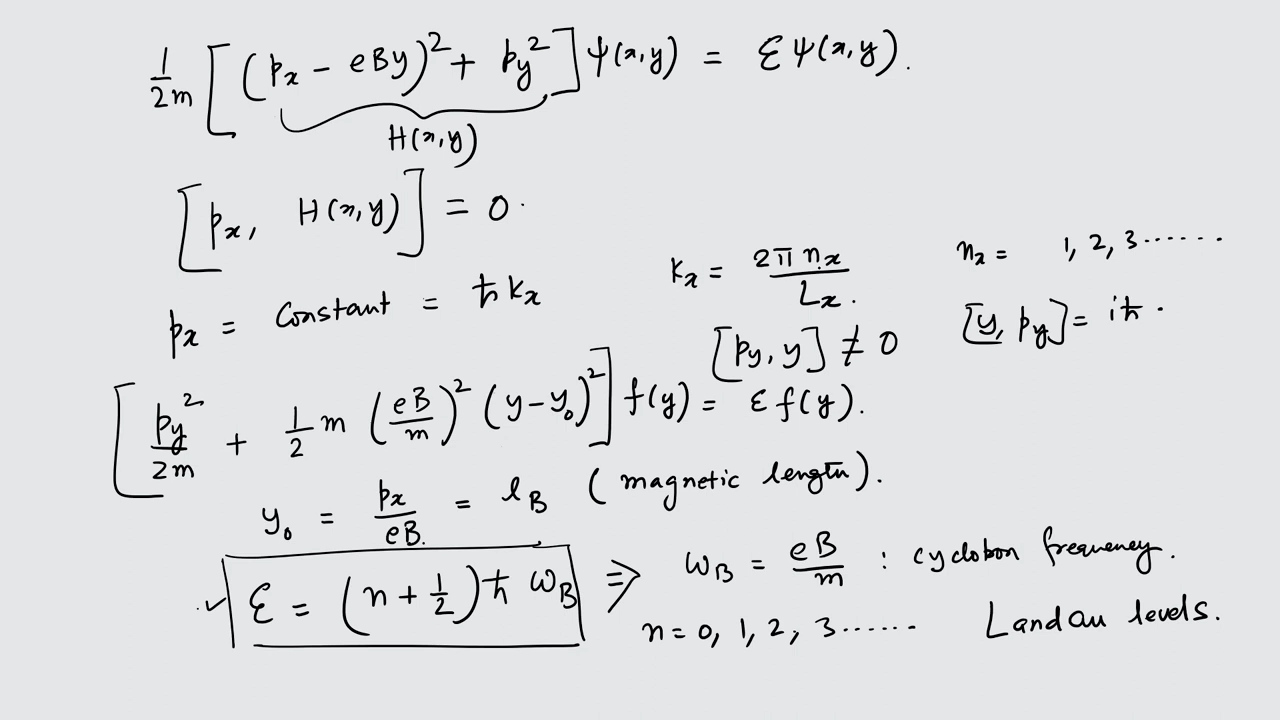 1/2m [(px − eBy)² + py²] ψ(x,y) = Ɛ ψ(x,y).
H(x,y)
[px, H(x,y)] = 0.
px = constant = ħ kx
kx = 2π nx / Lx.
nx = 1, 2, 3 ......
[py, y] ≠ 0
[y, py] = iħ.
[py²/2m + 1/2 m (eB/m)² (y − y₀)²] f(y) = Ɛ f(y).
y₀ = px/eB. = lB (magnetic length).
✓ Ɛ = (n + 1/2) ħ ωB ⇒ ωB = eB/m : cyclotron frequency.
n = 0, 1, 2, 3 ...... Landau levels.